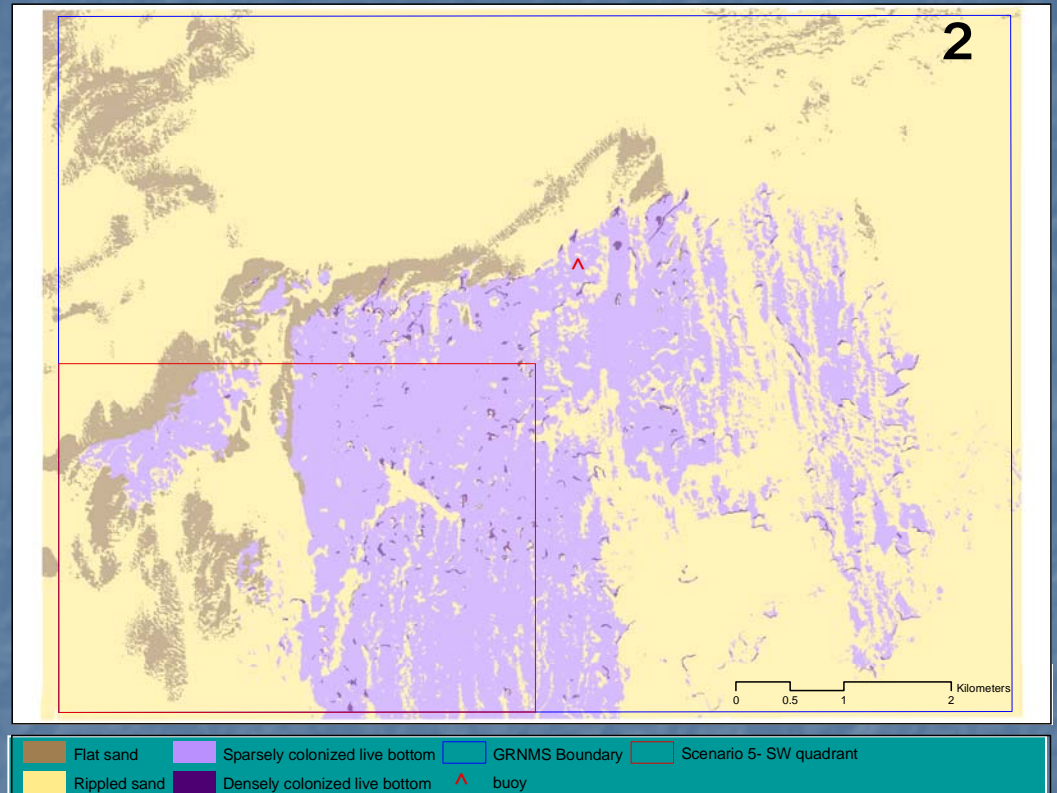 2
Kilometers
0 0.5 1 2
Flat sand Sparsely colonized live bottom GRNMS Boundary Scenario 5- SW quadrant
Rippled sand Densely colonized live bottom ^ buoy